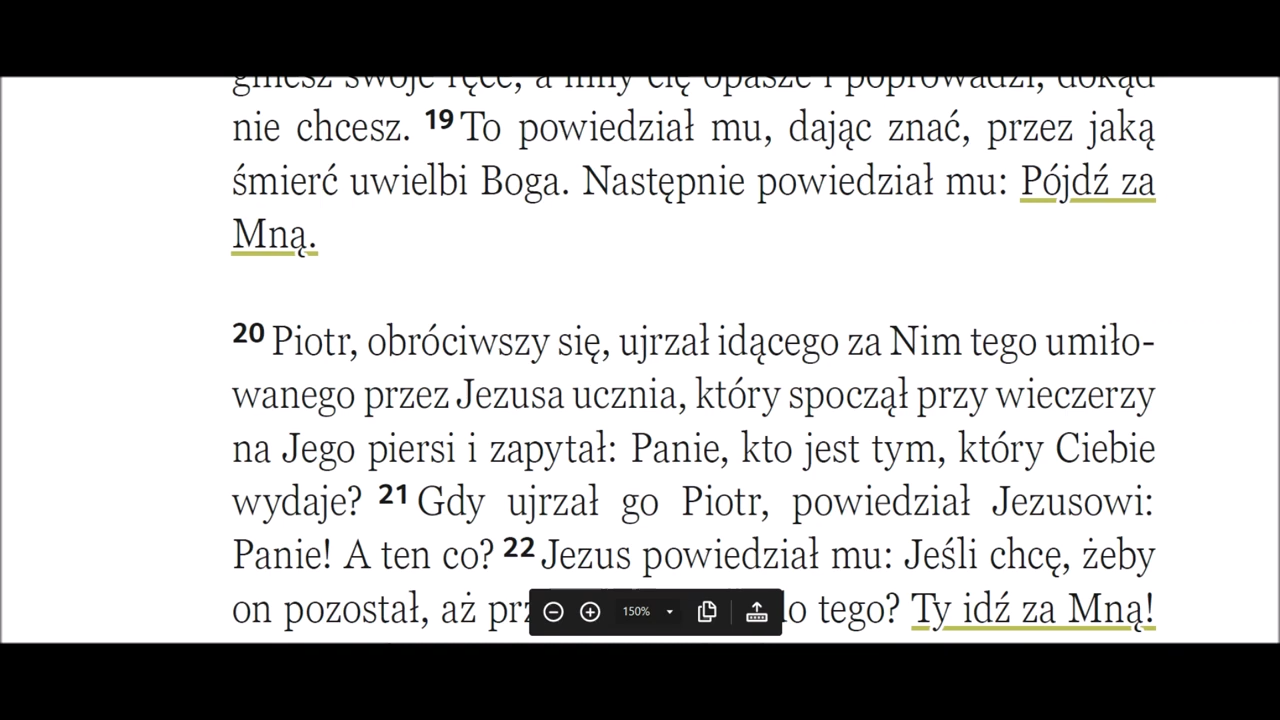 nie chcesz. 19 To powiedział mu, dając znać, przez jaką
śmierć uwielbi Boga. Następnie powiedział mu: Pójdź za
Mną.
20 Piotr, obróciwszy się, ujrzał idącego za Nim tego umiło-
wanego przez Jezusa ucznia, który spoczął przy wieczerzy
na Jego piersi i zapytał: Panie, kto jest tym, który Ciebie
wydaje? 21 Gdy ujrzał go Piotr, powiedział Jezusowi:
Panie! A ten co? 22 Jezus powiedział mu: Jeśli chcę, żeby
on pozostał, aż tego? Ty idź za Mną!
150%